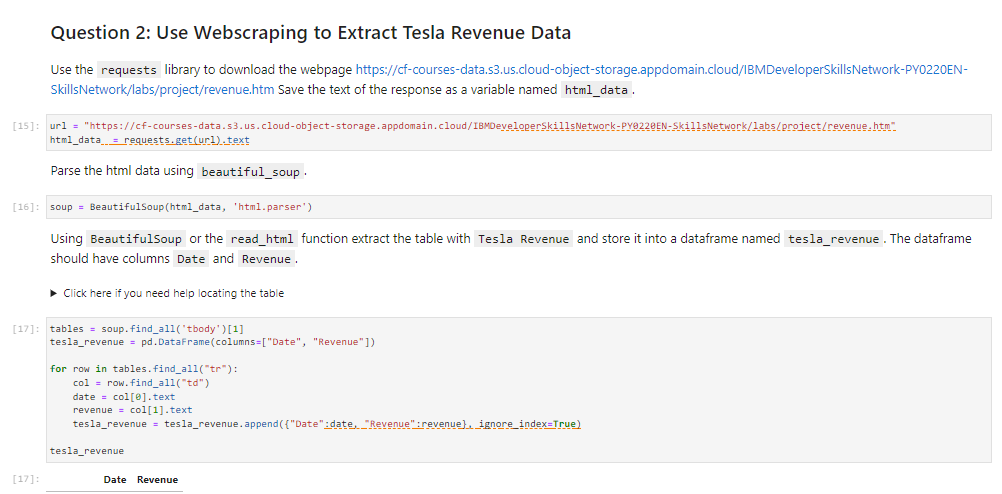 Question 2: Use Webscraping to Extract Tesla Revenue Data
Use the requests library to download the webpage https://cf-courses-data.s3.us.cloud-object-storage.appdomain.cloud/IBMDeveloperSkillsNetwork-PY0220EN-
SkillsNetwork/labs/project/revenue.htm Save the text of the response as a variable named html_data.
[15]: url = "https://cf-courses-data.s3.us.cloud-object-storage.appdomain.cloud/IBMDeveloperSkillsNetwork-PY0220EN-SkillsNetwork/labs/project/revenue.htm"
html_data  = requests.get(url).text
Parse the html data using beautiful_soup.
[16]: soup = BeautifulSoup(html_data, 'html.parser')
Using BeautifulSoup or the read_html function extract the table with Tesla Revenue and store it into a dataframe named tesla_revenue. The dataframe
should have columns Date and Revenue.
▶ Click here if you need help locating the table
[17]: tables = soup.find_all('tbody')[1]
tesla_revenue = pd.DataFrame(columns=["Date", "Revenue"])
for row in tables.find_all("tr"):
    col = row.find_all("td")
    date = col[0].text
    revenue = col[1].text
    tesla_revenue = tesla_revenue.append({"Date":date, "Revenue":revenue}, ignore_index=True)
tesla_revenue
[17]: Date Revenue